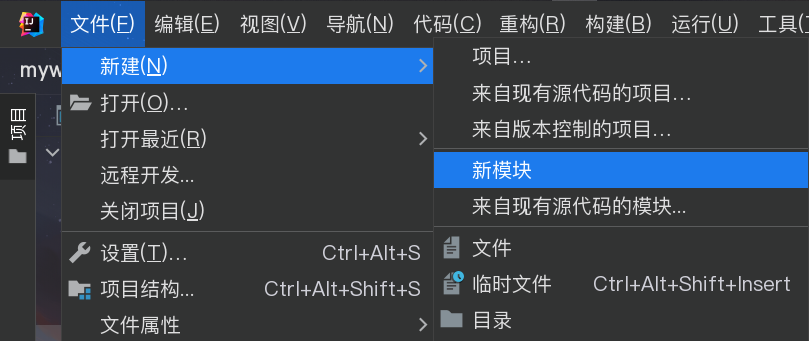 文件(F) 编辑(E) 视图(V) 导航(N) 代码(C) 重构(R) 构建(B) 运行(U) 工具(
myw
项目
新建(N)
打开(O)...
打开最近(R)
远程开发...
关闭项目(J)
设置(T)... Ctrl+Alt+S
项目结构... Ctrl+Alt+Shift+S
文件属性
项目...
来自现有源代码的项目...
来自版本控制的项目...
新模块
来自现有源代码的模块...
文件
临时文件 Ctrl+Alt+Shift+Insert
目录